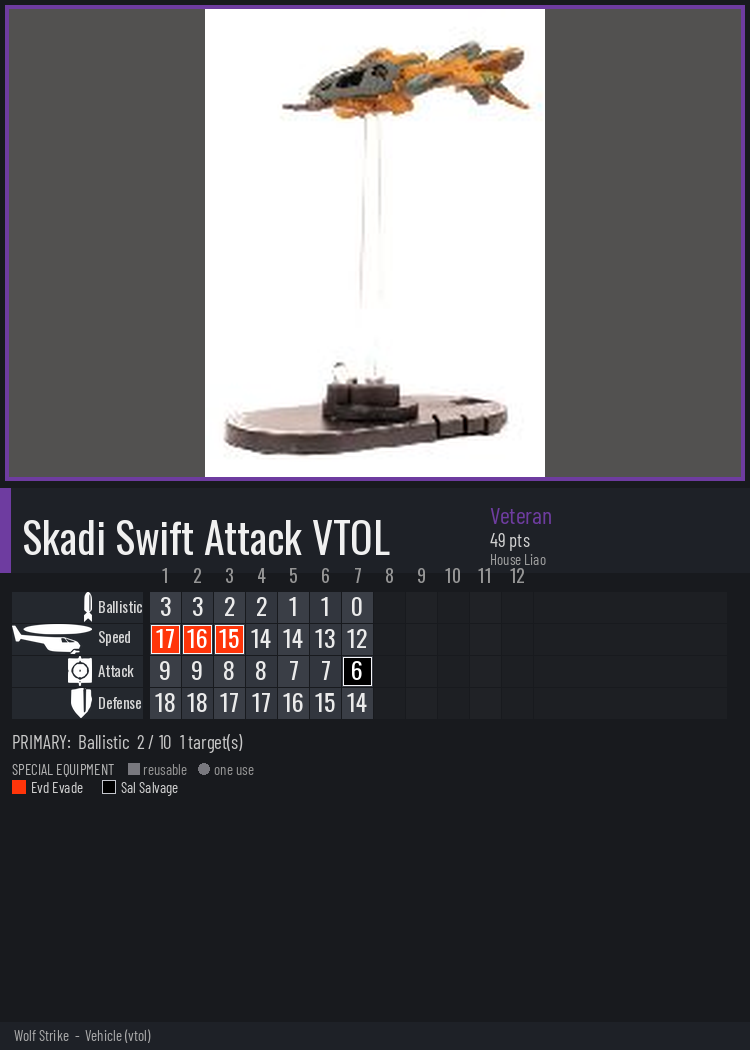 Skadi Swift Attack VTOL
Veteran
49 pts
House Liao
1 2 3 4 5 6 7 8 9 10 11 12
Ballistic 3 3 2 2 1 1 0
Speed 17 16 15 14 14 13 12
Attack 9 9 8 8 7 7 6
Defense 18 18 17 17 16 15 14
PRIMARY: Ballistic 2 / 10 1 target(s)
SPECIAL EQUIPMENT reusable one use
Evd Evade Sal Salvage
Wolf Strike - Vehicle (vtol)